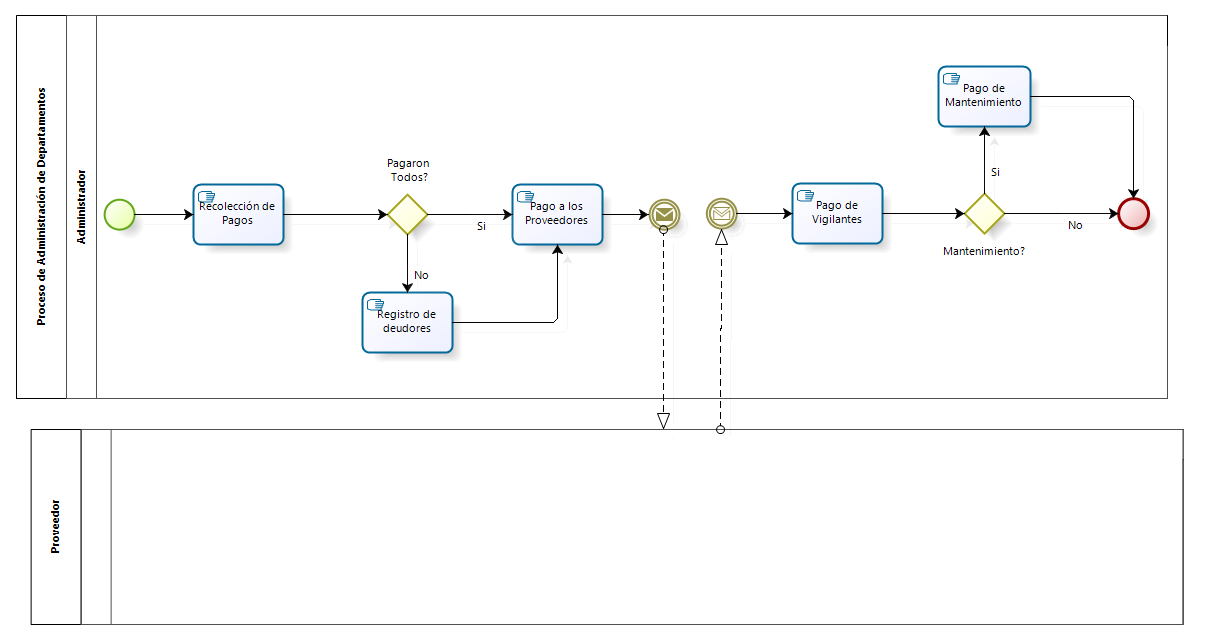 Proceso de Administración de Departamentos
Administrador
Recolección de
Pagos
Pagaron
Todos?
Si
No
Registro de
deudores
Pago a los
Proveedores
Pago de
Vigilantes
Mantenimiento?
Si
No
Pago de
Mantenimiento
Proveedor